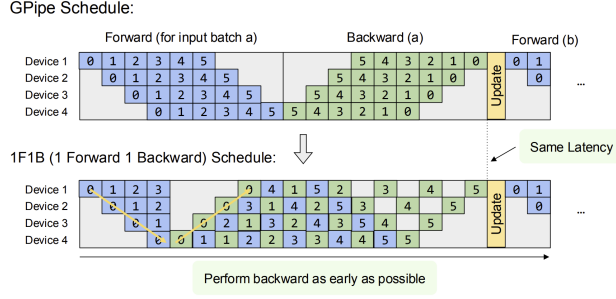 GPipe Schedule:
Forward (for input batch a) Backward (a) Forward (b)
Device 1 0 1 2 3 4 5 5 4 3 2 1 0 0 1
Device 2 0 1 2 3 4 5 5 4 3 2 1 0 0
Device 3 0 1 2 3 4 5 5 4 3 2 1 0
Device 4 0 1 2 3 4 5 5 4 3 2 1 0
Update
...
Same Latency
1F1B (1 Forward 1 Backward) Schedule:
Device 1 0 1 2 3 0 4 1 5 2 3 4 5 0 1
Device 2 0 1 2 0 3 1 4 2 5 3 4 5 0
Device 3 0 1 0 2 1 3 2 4 3 5 4 5
Device 4 0 0 1 1 2 2 3 3 4 4 5 5
Update
...
Perform backward as early as possible